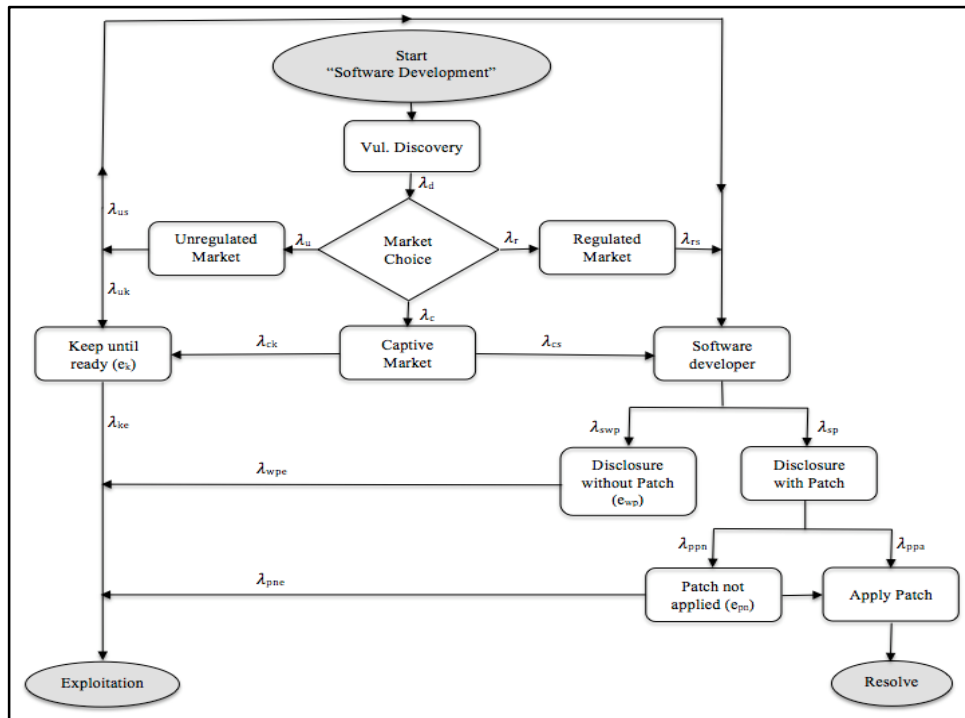 Start
“Software Development”
Vul. Discovery
λd
λus
Unregulated
Market
λu
Market
Choice
λr
Regulated
Market
λrs
λuk
λc
Keep until
ready (ek)
λck
Captive
Market
λcs
Software
developer
λke
λswp
λsp
λwpe
Disclosure
without Patch
(ewp)
Disclosure
with Patch
λppn
λppa
λpne
Patch not
applied (epn)
Apply Patch
Exploitation
Resolve